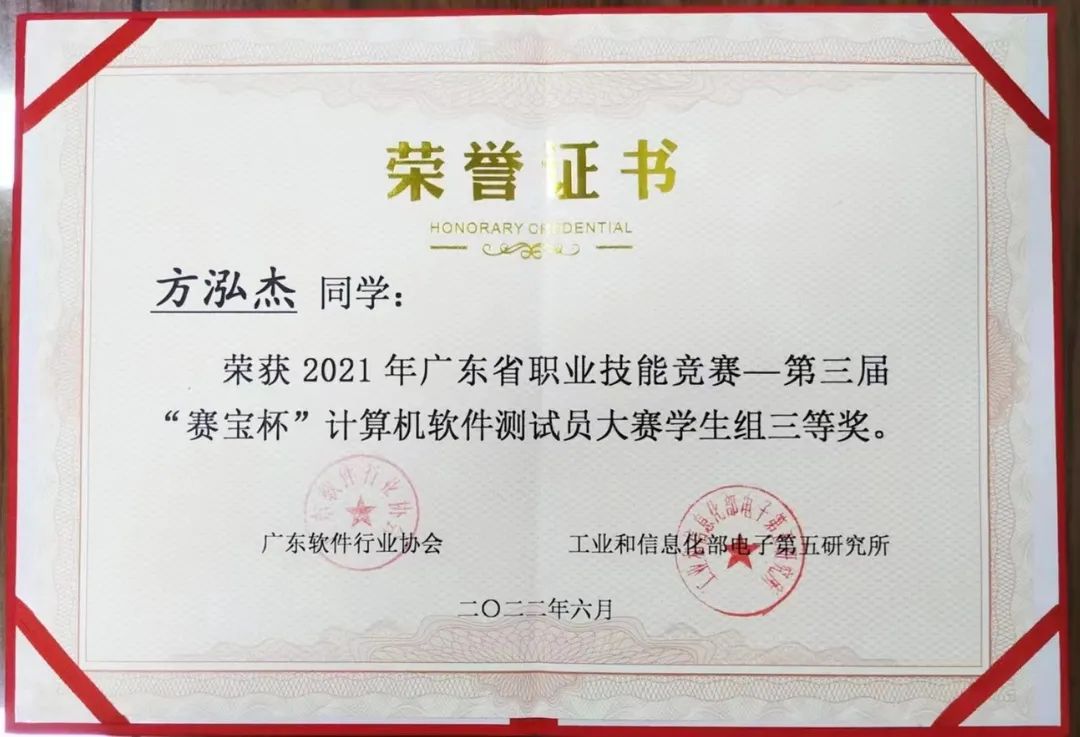 荣誉证书
HONORARY CREDENTIAL
方泓杰 同学：
荣获 2021 年广东省职业技能竞赛—第三届
“赛宝杯”计算机软件测试员大赛学生组三等奖。
广东软件行业协会 工业和信息化部电子第五研究所
二〇二二年六月